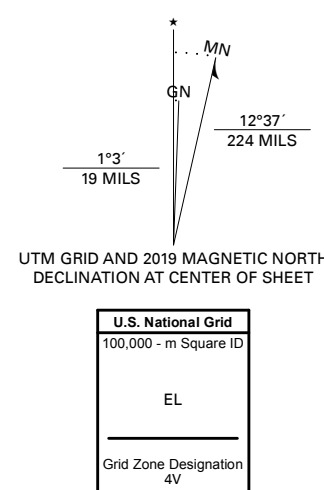 ★
MN
GN
12°37´
224 MILS
1°3´
19 MILS
UTM GRID AND 2019 MAGNETIC NORTH
DECLINATION AT CENTER OF SHEET
U.S. National Grid
100,000 - m Square ID
EL
Grid Zone Designation
4V